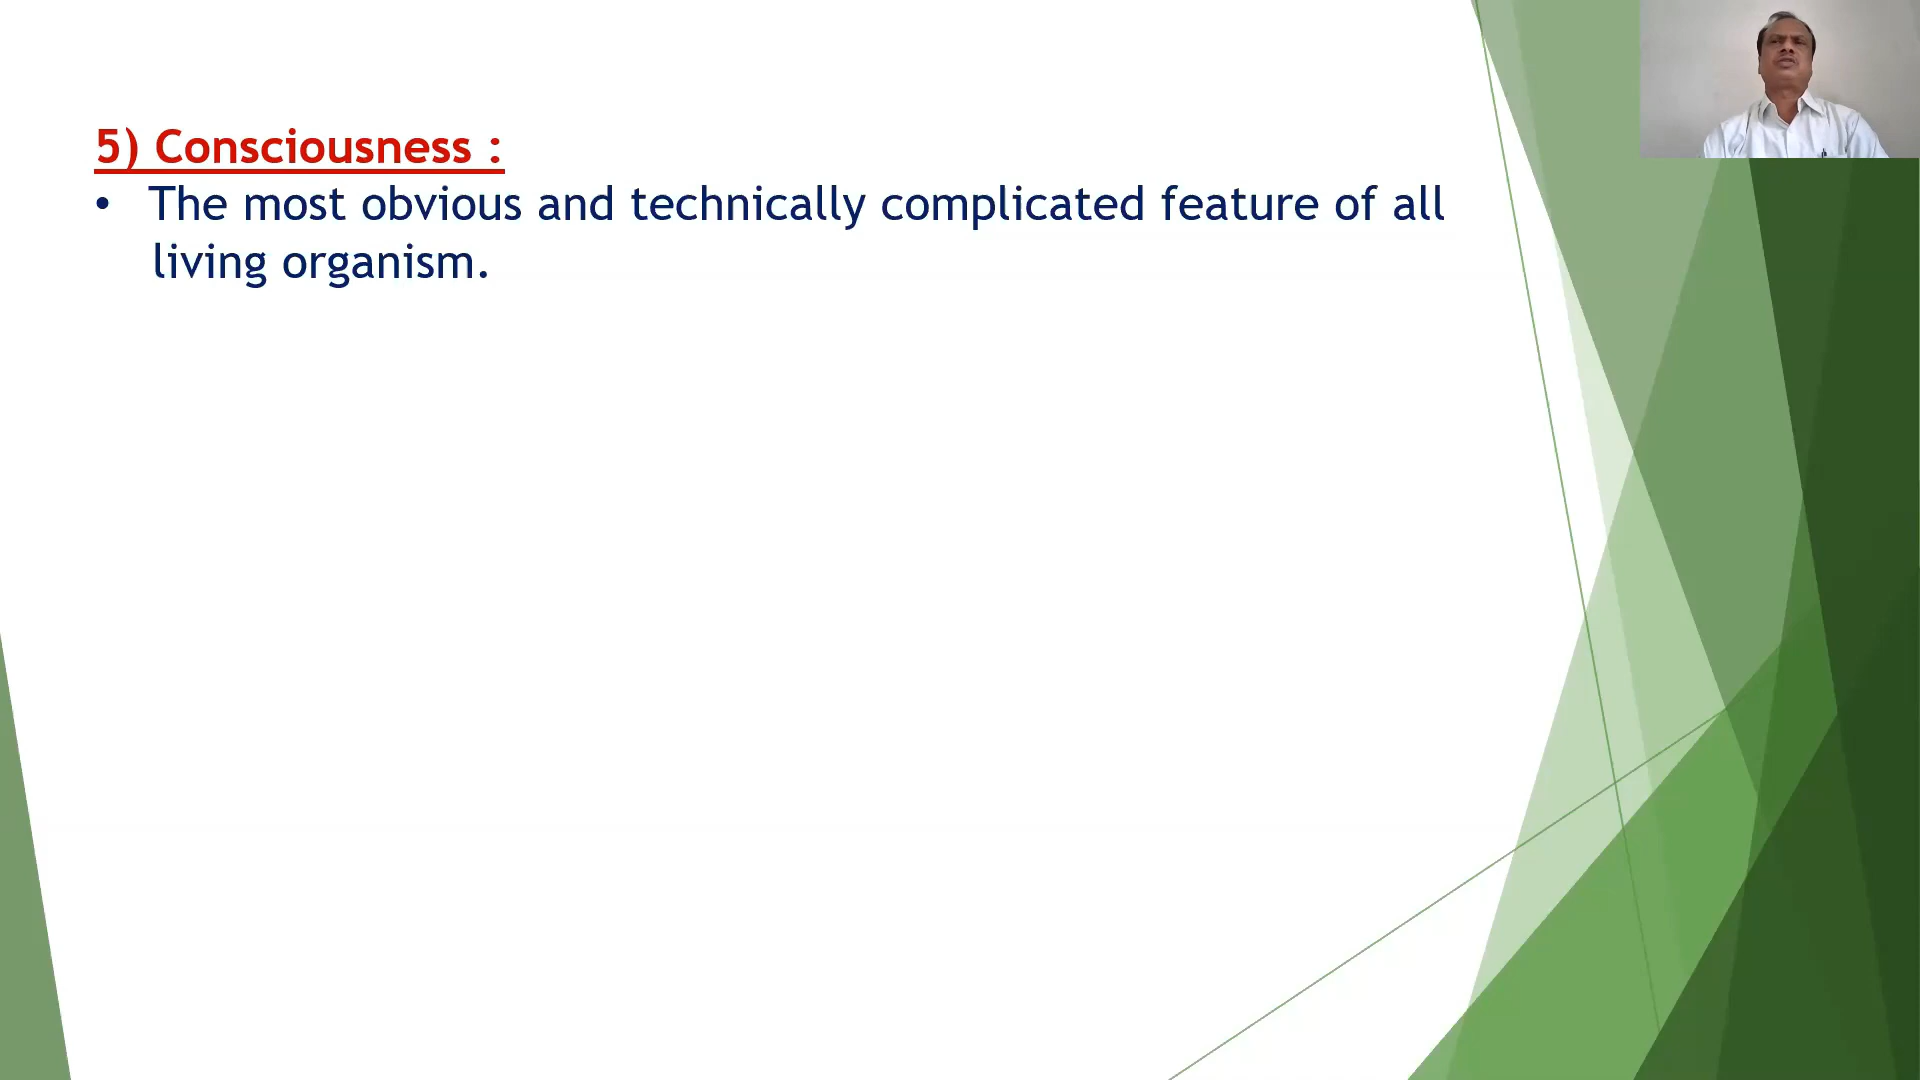 5) Consciousness :
• The most obvious and technically complicated feature of all
living organism.